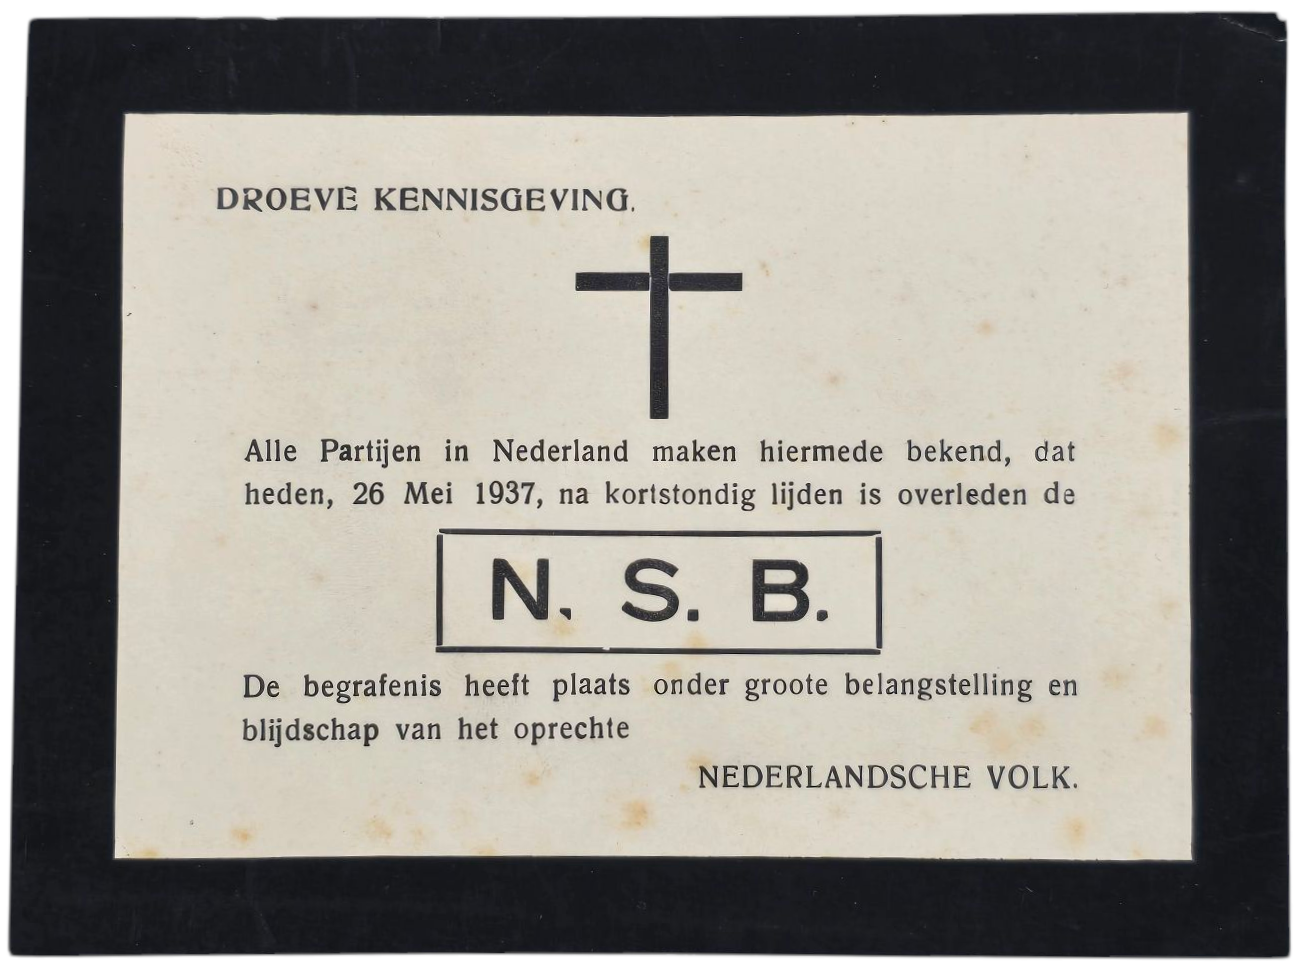 DROEVE KENNISGEVING.
Alle Partijen in Nederland maken hiermede bekend, dat
heden, 26 Mei 1937, na kortstondig lijden is overleden de
N. S. B.
De begrafenis heeft plaats onder groote belangstelling en
blijdschap van het oprechte
NEDERLANDSCHE VOLK.